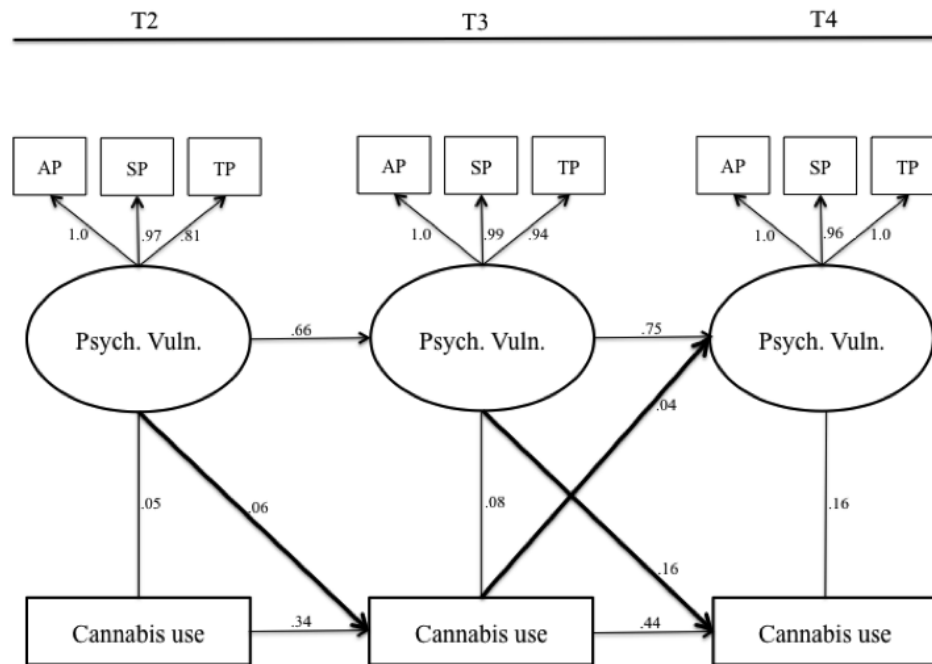 T2 T3 T4
AP SP TP AP SP TP AP SP TP
1.0 .97 .81 1.0 .99 .94 1.0 .96 1.0
Psych. Vuln. .66 Psych. Vuln. .75 Psych. Vuln.
.04
.05 .06 .08 .16
.16
Cannabis use .34 Cannabis use .44 Cannabis use